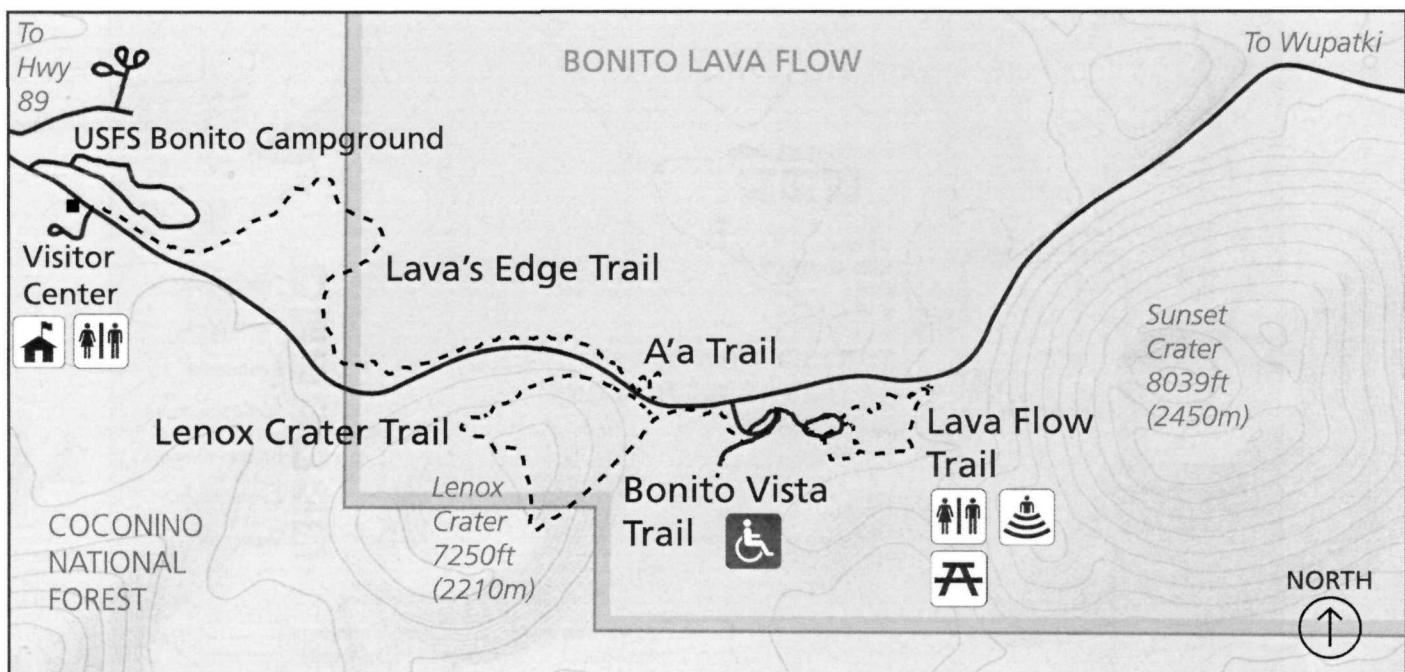 To
Hwy
89
BONITO LAVA FLOW
To Wupatki
USFS Bonito Campground
Visitor
Center
Lava's Edge Trail
A'a Trail
Sunset
Crater
8039ft
(2450m)
Lenox Crater Trail
Lava Flow
Trail
Lenox
Crater
7250ft
(2210m)
Bonito Vista
Trail
COCONINO
NATIONAL
FOREST
NORTH